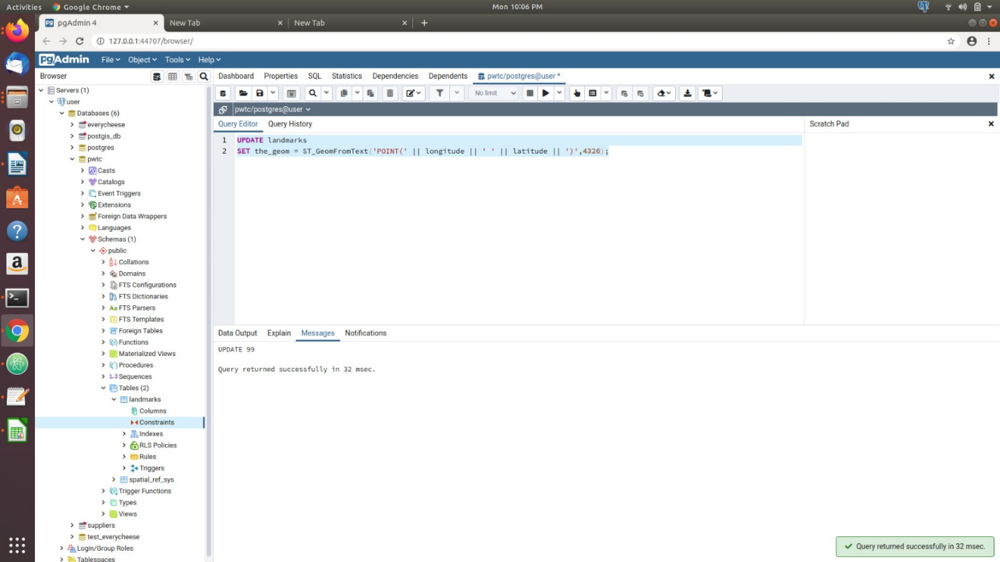 Activities Google Chrome Mon 10:06 PM
pgAdmin 4 New Tab New Tab
127.0.0.1:44707/browser/
pgAdmin File Object Tools Help
Browser Dashboard Properties SQL Statistics Dependencies Dependents pwtc/postgres@user *
No limit
pwtc/postgres@user
Query Editor Query History Scratch Pad
1 UPDATE landmarks
2 SET the_geom = ST_GeomFromText('POINT(' || longitude || ' ' || latitude || ')',4326);
Servers (1)
user
Databases (6)
everycheese
postgis_db
postgres
pwtc
Casts
Catalogs
Event Triggers
Extensions
Foreign Data Wrappers
Languages
Schemas (1)
public
Collations
Domains
FTS Configurations
FTS Dictionaries
FTS Parsers
FTS Templates
Foreign Tables
Functions
Materialized Views
Procedures
Sequences
Tables (2)
landmarks
Columns
Constraints
Indexes
RLS Policies
Rules
Triggers
spatial_ref_sys
Trigger Functions
Types
Views
suppliers
test_everycheese
Login/Group Roles
Tablespaces
Data Output Explain Messages Notifications
UPDATE 99
Query returned successfully in 32 msec.
Query returned successfully in 32 msec.